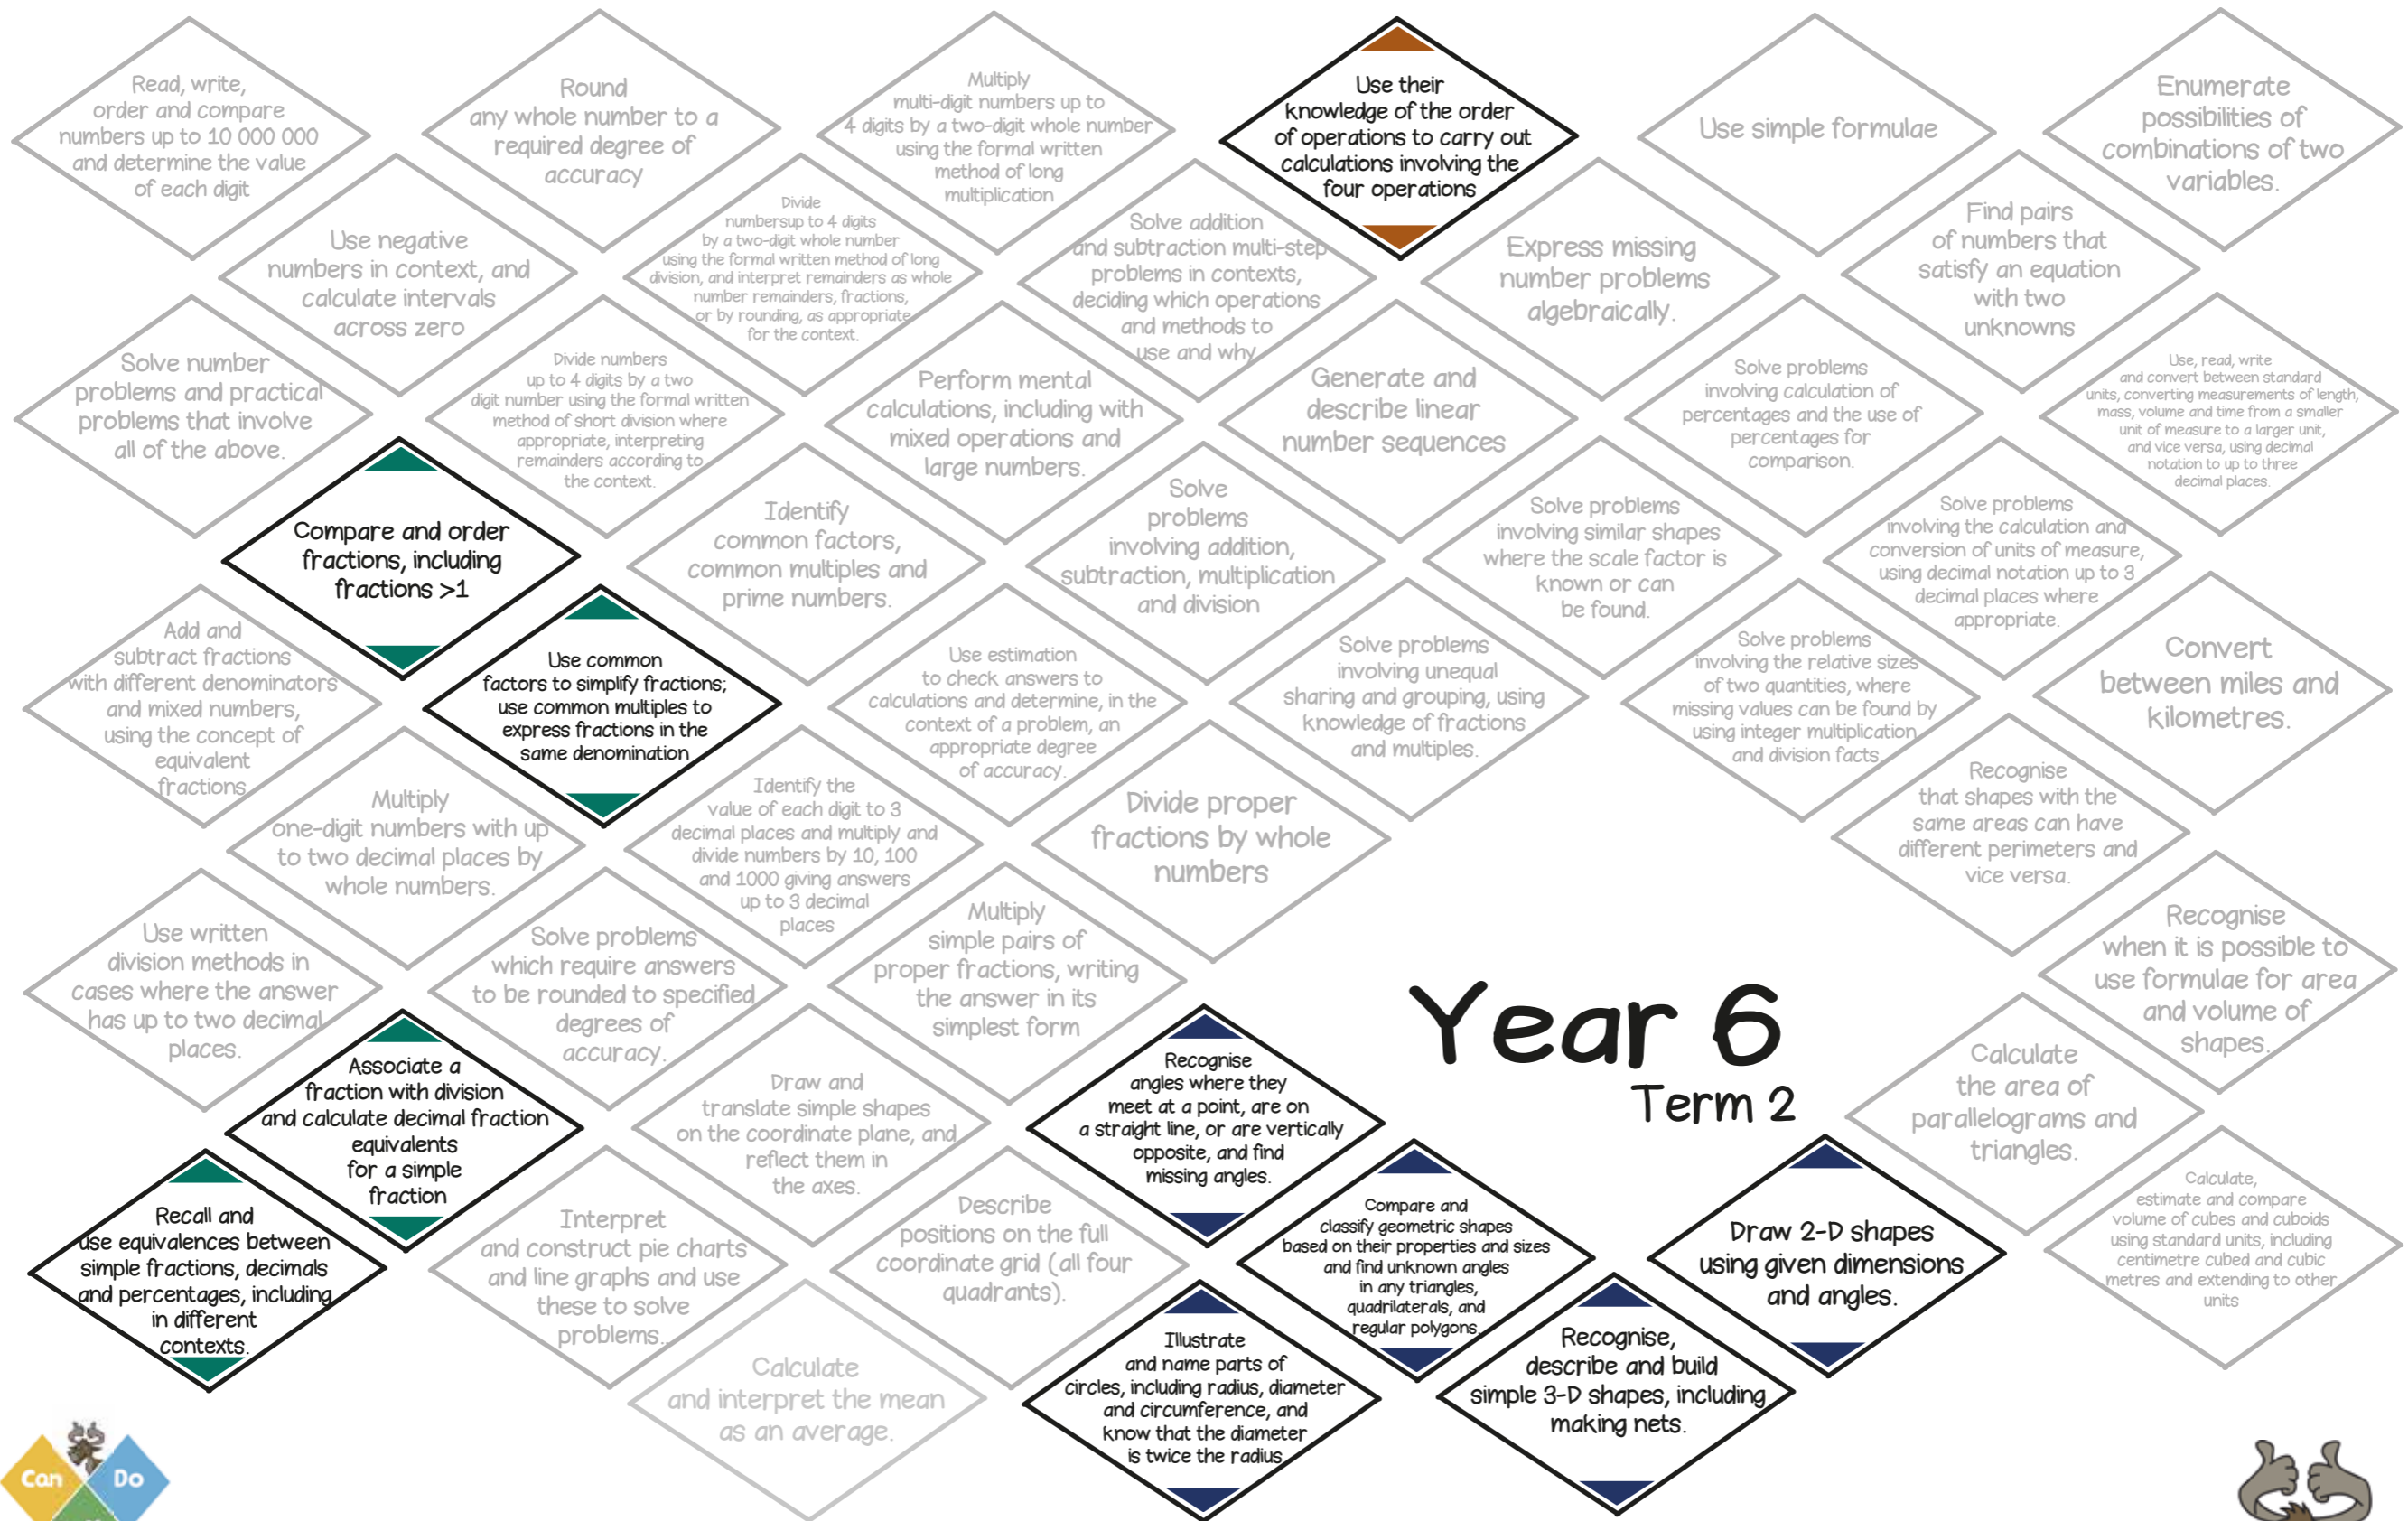 Read, write,
order and compare
numbers up to 10 000 000
and determine the value
of each digit
Round
any whole number to a
required degree of
accuracy
Multiply
multi-digit numbers up to
4 digits by a two-digit whole number
using the formal written
method of long
multiplication
Use their
knowledge of the order
of operations to carry out
calculations involving the
four operations
Use simple formulae
Enumerate
possibilities of
combinations of two
variables.
Use negative
numbers in context, and
calculate intervals
across zero
Divide
numbersup to 4 digits
by a two-digit whole number
using the formal written method of long
division, and interpret remainders as whole
number remainders, fractions,
or by rounding, as appropriate
for the context.
Solve addition
and subtraction multi-step
problems in contexts,
deciding which operations
and methods to
use and why
Express missing
number problems
algebraically.
Find pairs
of numbers that
satisfy an equation
with two
unknowns
Solve number
problems and practical
problems that involve
all of the above.
Divide numbers
up to 4 digits by a two
digit number using the formal written
method of short division where
appropriate, interpreting
remainders according to
the context.
Perform mental
calculations, including with
mixed operations and
large numbers.
Generate and
describe linear
number sequences
Solve problems
involving calculation of
percentages and the use of
percentages for
comparison.
Use, read, write
and convert between standard
units, converting measurements of length,
mass, volume and time from a smaller
unit of measure to a larger unit,
and vice versa, using decimal
notation to up to three
decimal places.
Compare and order
fractions, including
fractions >1
Identify
common factors,
common multiples and
prime numbers.
Solve
problems
involving addition,
subtraction, multiplication
and division
Solve problems
involving similar shapes
where the scale factor is
known or can
be found.
Solve problems
involving the calculation and
conversion of units of measure,
using decimal notation up to 3
decimal places where
appropriate.
Add and
subtract fractions
with different denominators
and mixed numbers,
using the concept of
equivalent
fractions
Use common
factors to simplify fractions;
use common multiples to
express fractions in the
same denomination
Use estimation
to check answers to
calculations and determine, in the
context of a problem, an
appropriate degree
of accuracy.
Solve problems
involving unequal
sharing and grouping, using
knowledge of fractions
and multiples.
Solve problems
involving the relative sizes
of two quantities, where
missing values can be found by
using integer multiplication
and division facts
Convert
between miles and
kilometres.
Multiply
one-digit numbers with up
to two decimal places by
whole numbers.
Identify the
value of each digit to 3
decimal places and multiply and
divide numbers by 10, 100
and 1000 giving answers
up to 3 decimal
places
Divide proper
fractions by whole
numbers
Recognise
that shapes with the
same areas can have
different perimeters and
vice versa.
Use written
division methods in
cases where the answer
has up to two decimal
places.
Solve problems
which require answers
to be rounded to specified
degrees of
accuracy.
Multiply
simple pairs of
proper fractions, writing
the answer in its
simplest form
Year 6
Term 2
Recognise
when it is possible to
use formulae for area
and volume of
shapes.
Associate a
fraction with division
and calculate decimal fraction
equivalents
for a simple
fraction
Draw and
translate simple shapes
on the coordinate plane, and
reflect them in
the axes.
Recognise
angles where they
meet at a point, are on
a straight line, or are vertically
opposite, and find
missing angles.
Calculate
the area of
parallelograms and
triangles.
Recall and
use equivalences between
simple fractions, decimals
and percentages, including
in different
contexts.
Interpret
and construct pie charts
and line graphs and use
these to solve
problems.
Describe
positions on the full
coordinate grid (all four
quadrants).
Compare and
classify geometric shapes
based on their properties and sizes
and find unknown angles
in any triangles,
quadrilaterals, and
regular polygons.
Draw 2-D shapes
using given dimensions
and angles.
Calculate,
estimate and compare
volume of cubes and cuboids
using standard units, including
centimetre cubed and cubic
metres and extending to other
units
Calculate
and interpret the mean
as an average.
Illustrate
and name parts of
circles, including radius, diameter
and circumference, and
know that the diameter
is twice the radius
Recognise,
describe and build
simple 3-D shapes, including
making nets.
Can
Do